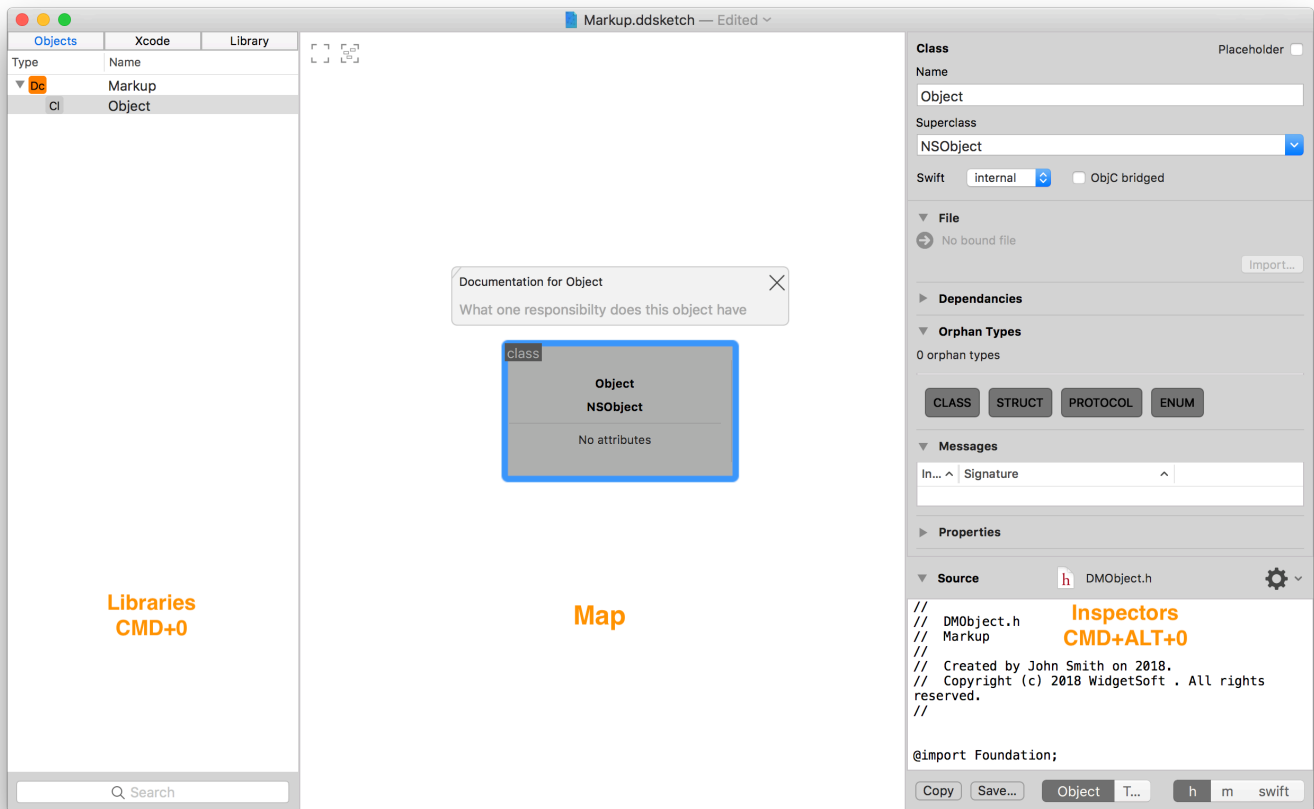 Markup.ddsketch — Edited
Objects
Xcode
Library
Type
Name
Dc
Markup
Cl
Object
Libraries
CMD+0
Search
Documentation for Object
What one responsibilty does this object have
class
Object
NSObject
No attributes
Map
Class
Placeholder
Name
Object
Superclass
NSObject
Swift
internal
ObjC bridged
File
No bound file
Import...
Dependancies
Orphan Types
0 orphan types
CLASS
STRUCT
PROTOCOL
ENUM
Messages
In...
Signature
Properties
Source
h
DMObject.h
//
// DMObject.h
// Markup
//
// Created by John Smith on 2018.
// Copyright (c) 2018 WidgetSoft . All rights
reserved.
//
@import Foundation;
Inspectors
CMD+ALT+0
Copy
Save...
Object
T...
h
m
swift